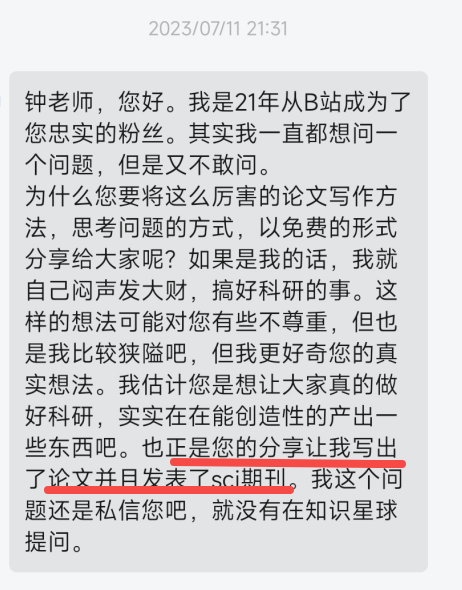 2023/07/11 21:31
钟老师，您好。我是21年从B站成为了
您忠实的粉丝。其实我一直都想问一
个问题，但是又不敢问。
为什么您要将这么厉害的论文写作方
法，思考问题的方式，以免费的形式
分享给大家呢？如果是我的话，我就
自己闷声发大财，搞好科研的事。这
样的想法可能对您有些不尊重，但也
是我比较狭隘吧，但我更好奇您的真
实想法。我估计您是想让大家真的做
好科研，实实在在能创造性的产出一
些东西吧。也正是您的分享让我写出
了论文并且发表了sci期刊。我这个问
题还是私信您吧，就没有在知识星球
提问。